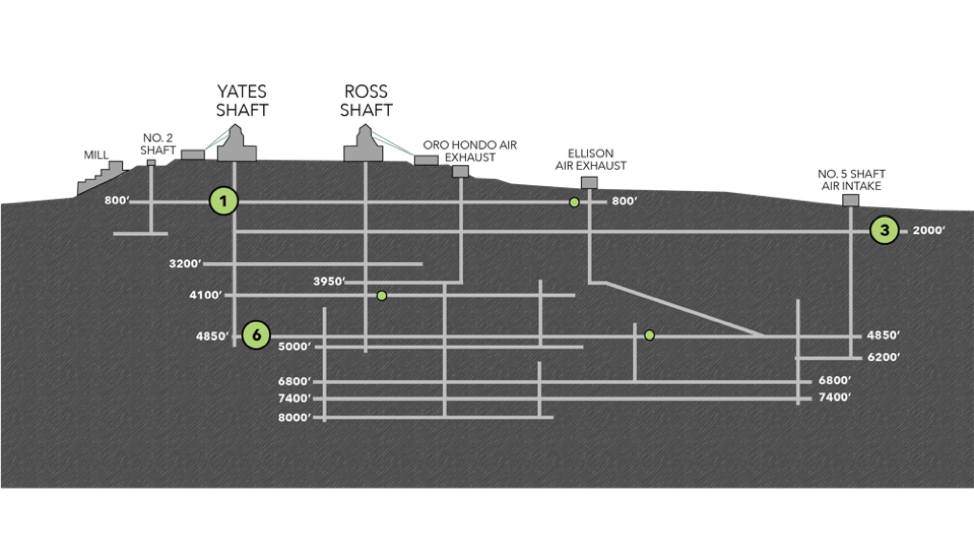 YATES
SHAFT
ROSS
SHAFT
NO. 2
SHAFT
MILL
ORO HONDO AIR
EXHAUST
ELLISON
AIR EXHAUST
NO. 5 SHAFT
AIR INTAKE
800'
1
800'
3
2000'
3200'
3950'
4100'
4850'
6
4850'
5000'
6200'
6800'
6800'
7400'
7400'
8000'